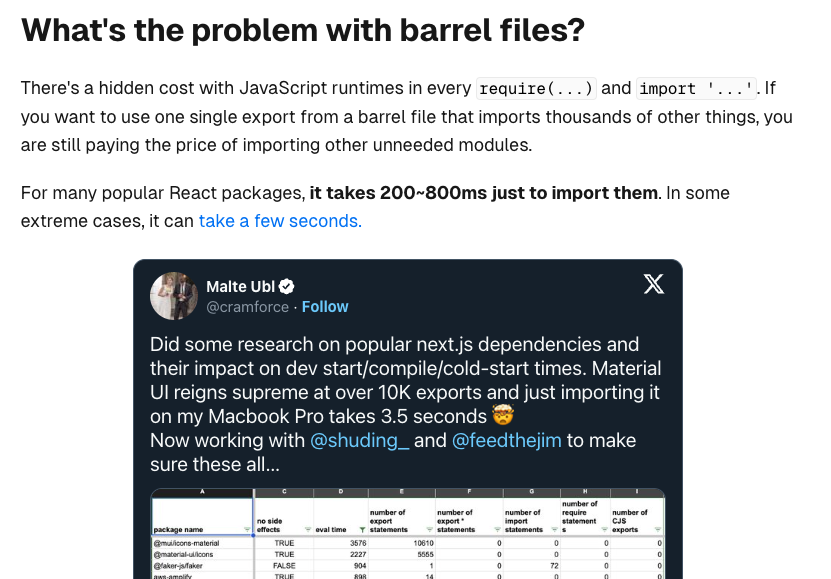 What's the problem with barrel files?
There's a hidden cost with JavaScript runtimes in every require(...) and import '...'. If
you want to use one single export from a barrel file that imports thousands of other things, you
are still paying the price of importing other unneeded modules.
For many popular React packages, it takes 200~800ms just to import them. In some
extreme cases, it can take a few seconds.
Malte Ubl
@cramforce · Follow
Did some research on popular next.js dependencies and
their impact on dev start/compile/cold-start times. Material
UI reigns supreme at over 10K exports and just importing it
on my Macbook Pro takes 3.5 seconds 🤯
Now working with @shuding_ and @feedthejim to make
sure these all...
A C D E F G H I
package name
no side
effects
eval time
number of
export
statements
number of
export *
statements
number of
import
statements
number of
require
statement
s
number of
CJS
exports
@mui/icons-material TRUE 3576 10610 0 0 0 0
@material-ui/icons TRUE 2227 5555 0 0 0 0
@faker-js/faker FALSE 904 1 0 72 0 0
aws-amplify TRUE 898 14 0 0 0 0